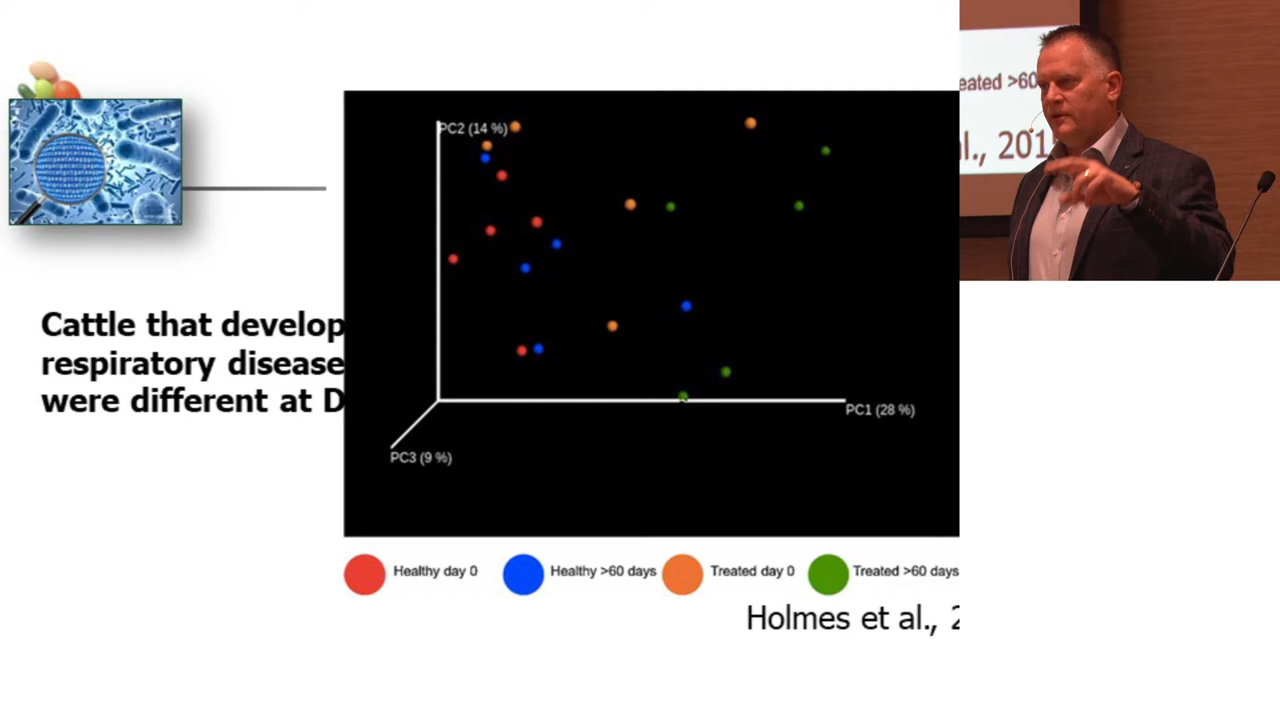 PC2 (14 %)
eated >60
al., 201
Cattle that develop
respiratory disease
were different at D
PC1 (28 %)
PC3 (9 %)
Healthy day 0
Healthy >60 days
Treated day 0
Treated >60 days
Holmes et al., 2